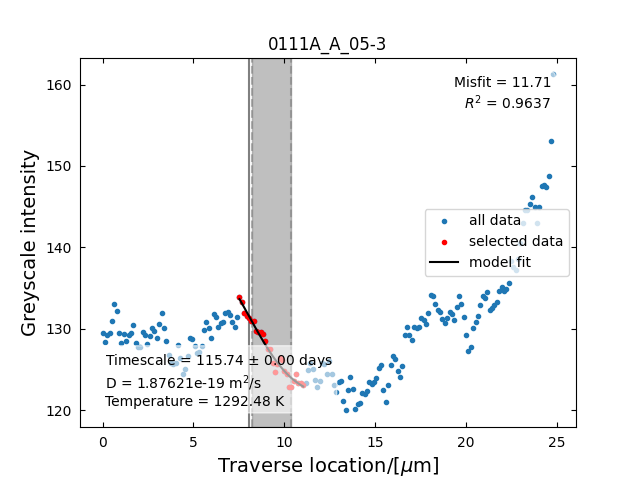 0111A_A_05-3
Misfit = 11.71
R² = 0.9637
160
150
140
130
120
Greyscale intensity
all data
selected data
model fit
Timescale = 115.74 ± 0.00 days
D = 1.87621e-19 m²/s
Temperature = 1292.48 K
0 5 10 15 20 25
Traverse location/[μm]